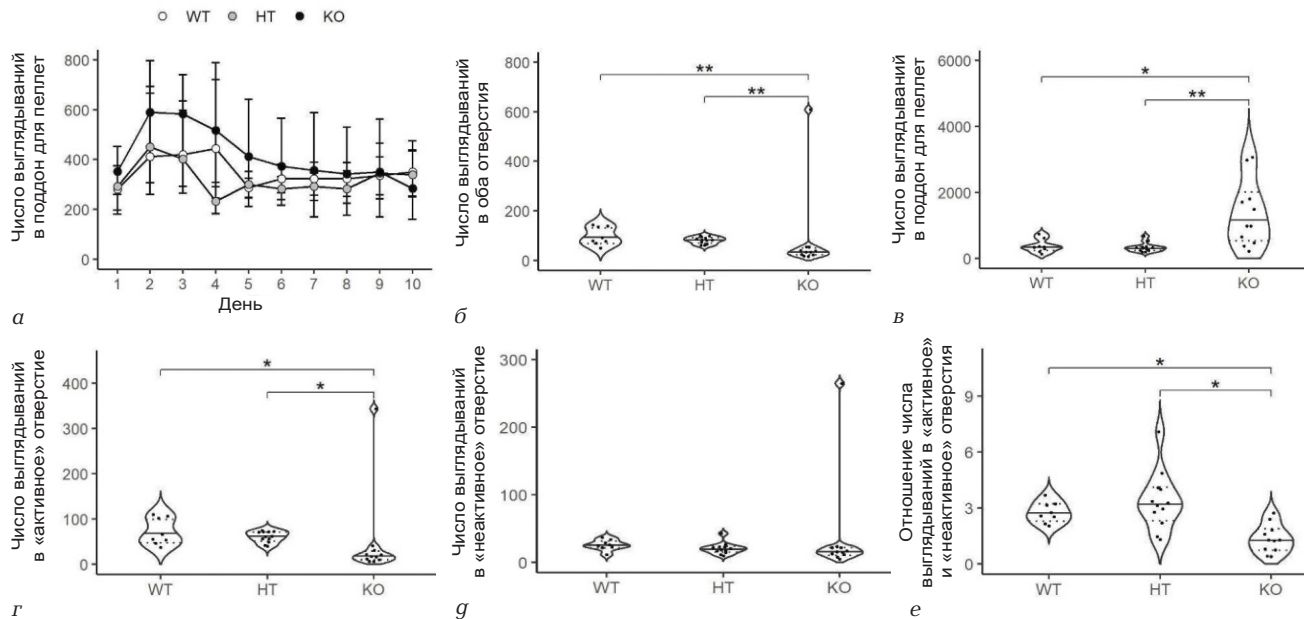 WT HT KO
Число выглядываний
в поддон для пеллет
800
600
400
200
0
1 2 3 4 5 6 7 8 9 10
День
а
Число выглядываний
в оба отверстия
800
600
400
200
0
**
**
WT HT KO
б
Число выглядываний
в поддон для пеллет
6000
4000
2000
0
*
**
WT HT KO
в
Число выглядываний
в «активное» отверстие
400
300
200
100
0
*
*
WT HT KO
г
Число выглядываний
в «неактивное» отверстие
300
200
100
0
WT HT KO
g
Отношение числа
выглядываний в «активное»
и «неактивное» отверстия
9
6
3
0
*
*
WT HT KO
е